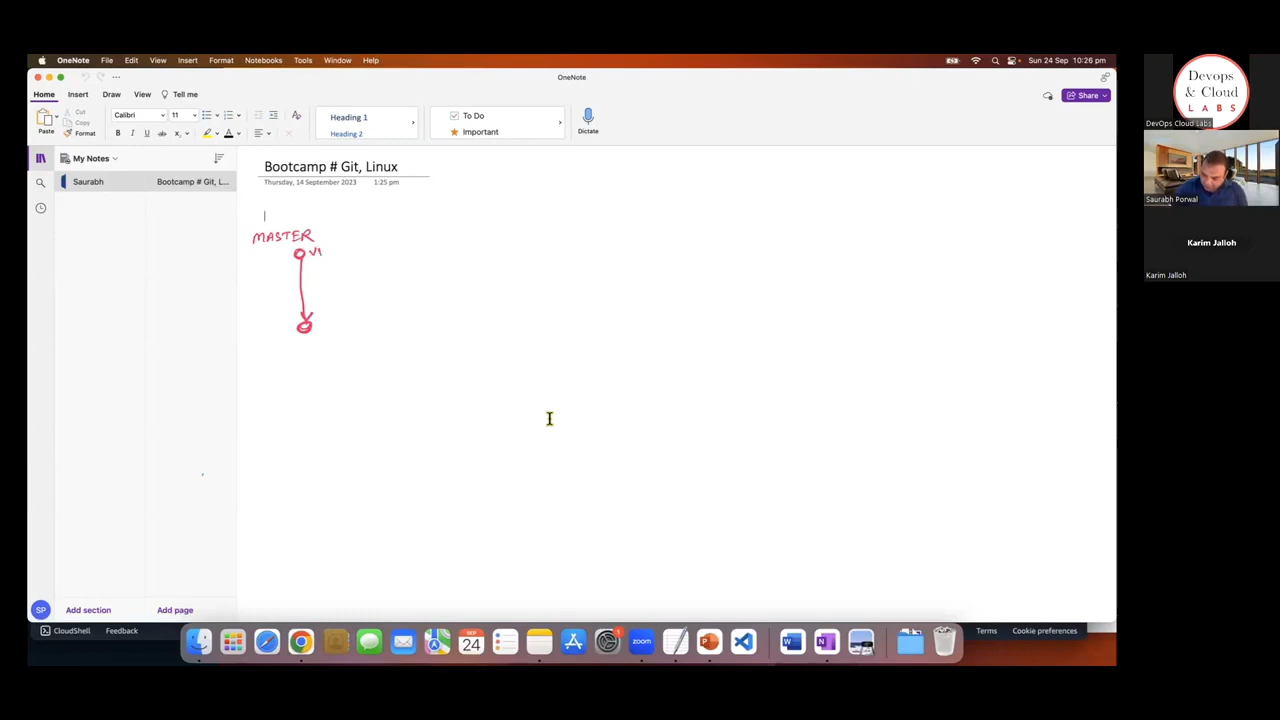 OneNote File Edit View Insert Format Notebooks Tools Window Help Sun 24 Sep 10:26 pm
OneNote
Home Insert Draw View Tell me Share
Paste Cut Copy Format
Calibri 11
B I U ab x
Heading 1
Heading 2
To Do
Important
Dictate
My Notes
Saurabh Bootcamp # Git, L...
Bootcamp # Git, Linux
Thursday, 14 September 2023 1:25 pm
MASTER
V1
SP Add section Add page
CloudShell Feedback Terms Cookie preferences
SEP
24
1
zoom
W
N
Devops
& Cloud
LABS
DevOps Cloud Labs
Saurabh Porwal
Karim Jalloh
Karim Jalloh